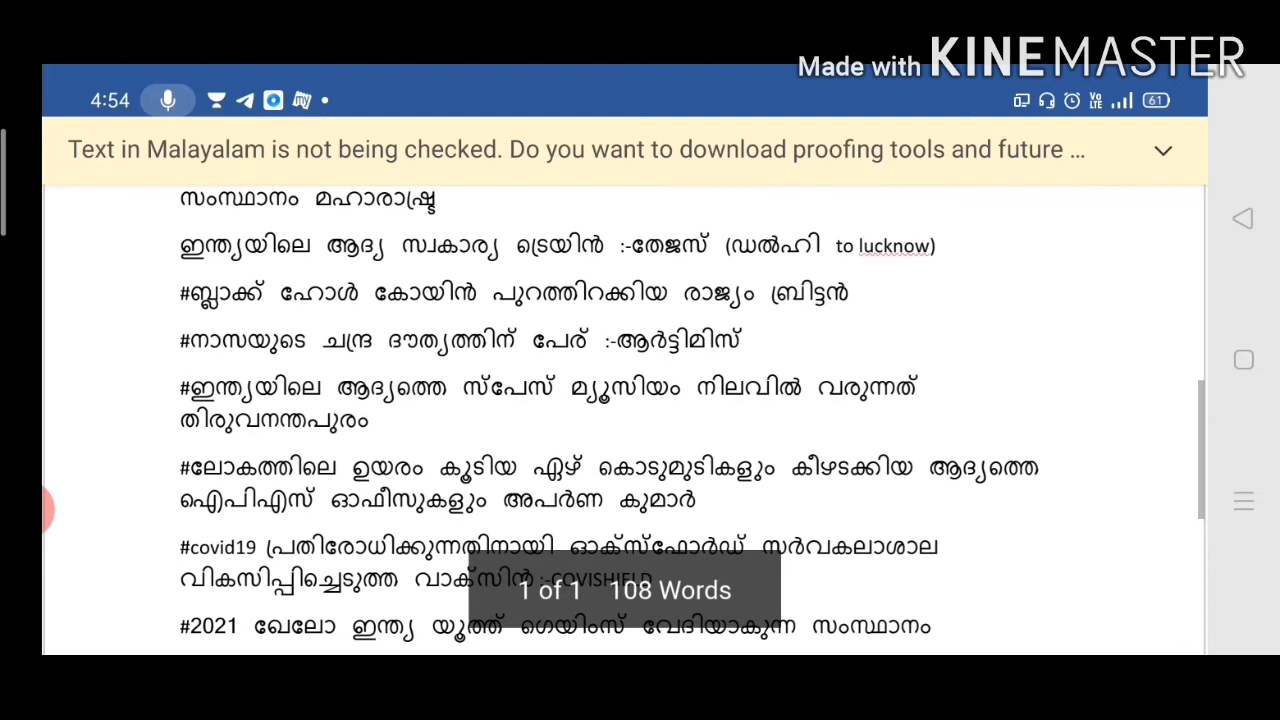 Made with KINEMASTER
4:54
61
Text in Malayalam is not being checked. Do you want to download proofing tools and future ...
സംസ്ഥാനം മഹാരാഷ്ട്ര
ഇന്ത്യയിലെ ആദ്യ സ്വകാര്യ ട്രെയിൻ :-തേജസ് (ഡൽഹി to lucknow)
#ബ്ലാക്ക് ഹോൾ കോയിൻ പുറത്തിറക്കിയ രാജ്യം ബ്രിട്ടൻ
#നാസയുടെ ചന്ദ്ര ദൗത്യത്തിന് പേര് :-ആർട്ടിമിസ്
#ഇന്ത്യയിലെ ആദ്യത്തെ സ്പേസ് മ്യൂസിയം നിലവിൽ വരുന്നത്
തിരുവനന്തപുരം
#ലോകത്തിലെ ഉയരം കൂടിയ ഏഴ് കൊടുമുടികളും കീഴടക്കിയ ആദ്യത്തെ
ഐപിഎസ് ഓഫീസുകളും അപർണ കുമാർ
#covid19 പ്രതിരോധിക്കുന്നതിനായി ഓക്സ്ഫോർഡ് സർവകലാശാല
വികസിപ്പിച്ചെടുത്ത വാക്സിൻ :-COVISHIELD
1 of 1 108 Words
#2021 ഖേലോ ഇന്ത്യ യൂത്ത് ഗെയിംസ് വേദിയാകുന്ന സംസ്ഥാനം